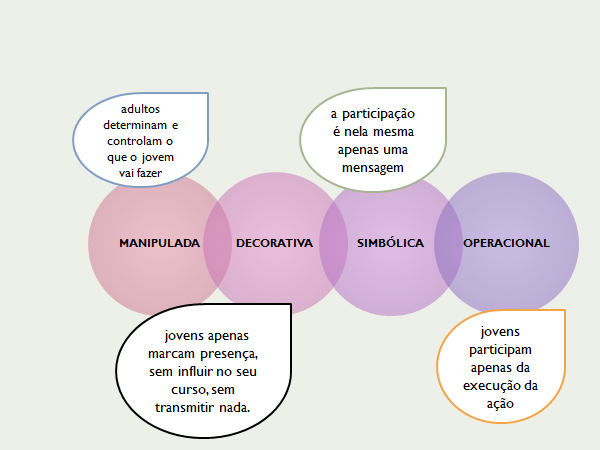 adultos
determinam e
controlam o
que o jovem
vai fazer
a participação
é nela mesma
apenas uma
mensagem
MANIPULADA
DECORATIVA
SIMBÓLICA
OPERACIONAL
jovens apenas
marcam presença,
sem influir no seu
curso, sem
transmitir nada.
jovens
participam
apenas da
execução da
ação